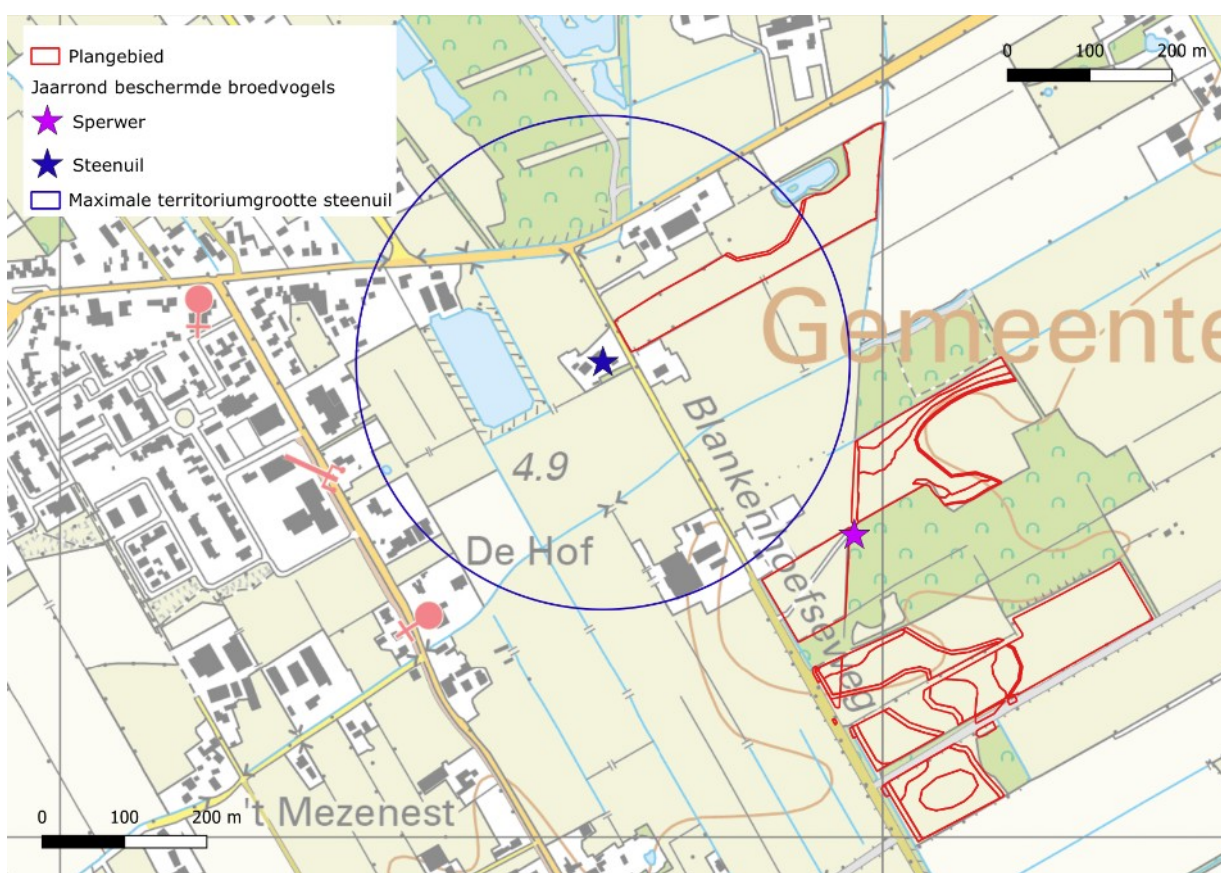 Plangebied
Jaarrond beschermde broedvogels
Sperwer
Steenuil
Maximale territoriumgrootte steenuil
0 100 200 m
Gemeente
Blankenhoefseweg
4.9
De Hof
't Mezenest
0 100 200 m